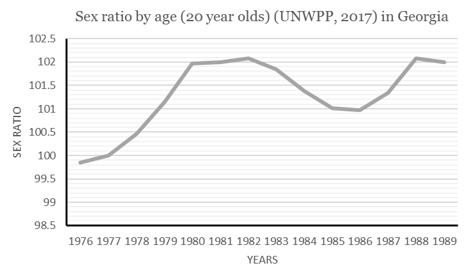 Sex ratio by age (20 year olds) (UNWPP, 2017) in Georgia
102.5
102
101.5
101
100.5
100
99.5
99
98.5
SEX RATIO
1976 1977 1978 1979 1980 1981 1982 1983 1984 1985 1986 1987 1988 1989
YEARS